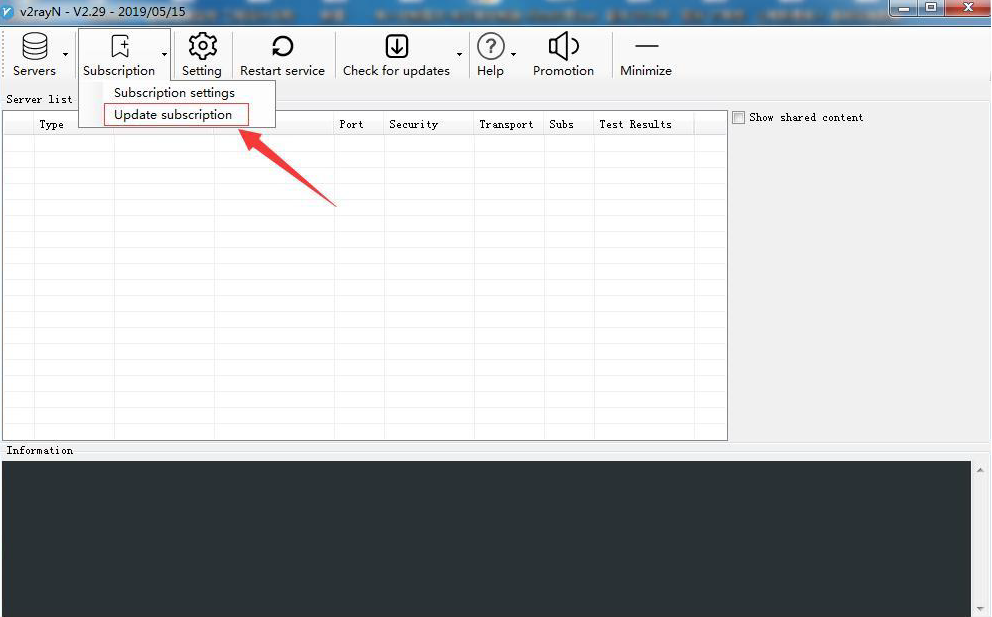 v2rayN - V2.29 - 2019/05/15
Servers Subscription Setting Restart service Check for updates Help Promotion Minimize
Subscription settings
Server list
Update subscription
Show shared content
Type Port Security Transport Subs Test Results
Information